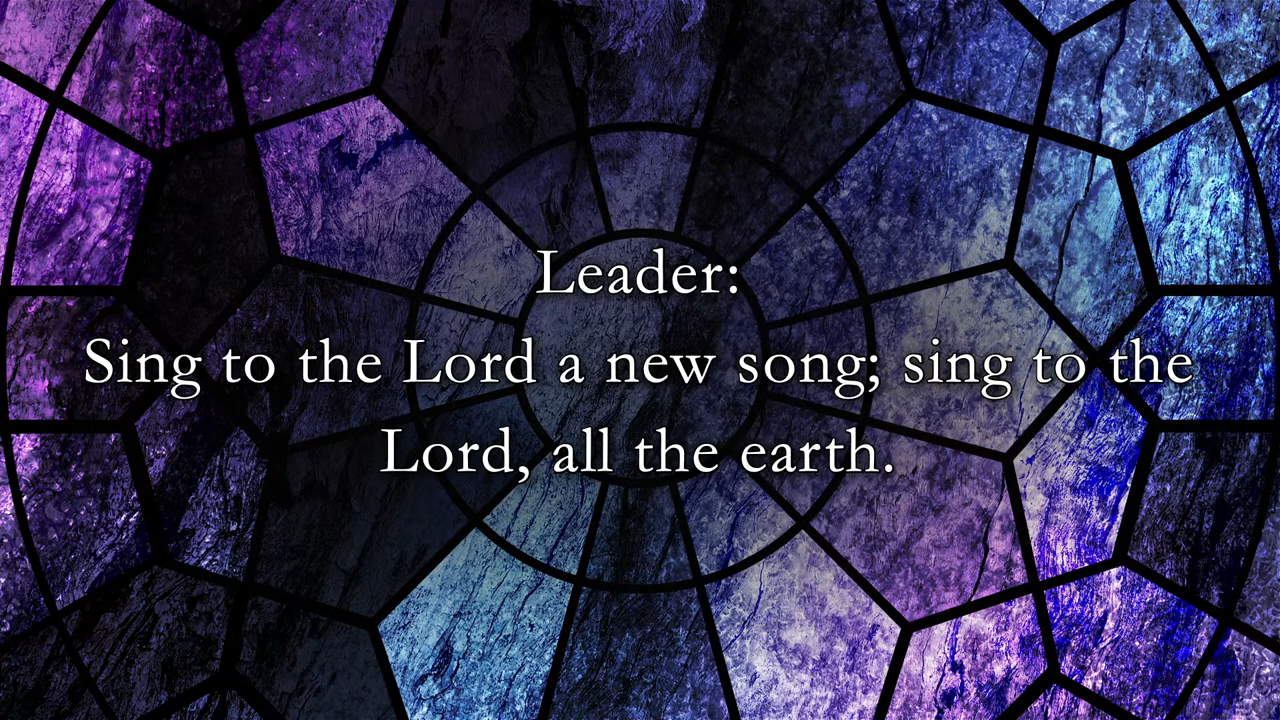 Leader:
Sing to the Lord a new song; sing to the
Lord, all the earth.